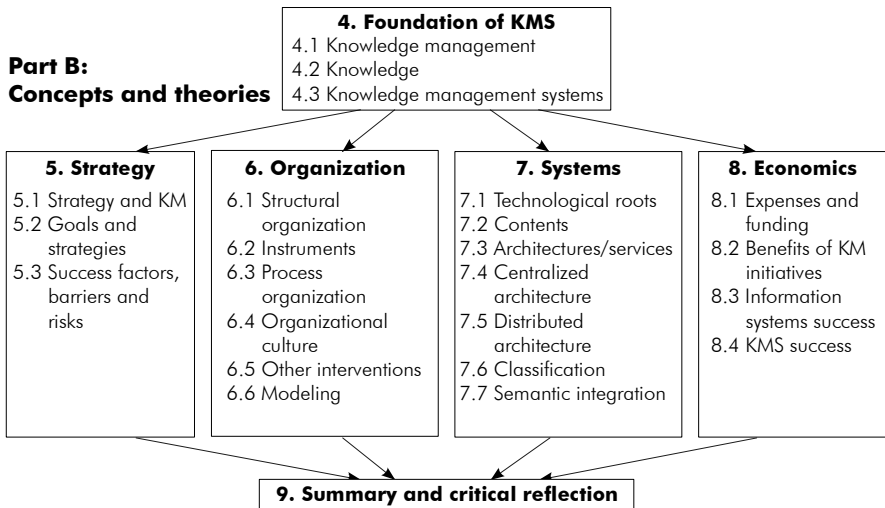 4. Foundation of KMS
4.1 Knowledge management
4.2 Knowledge
4.3 Knowledge management systems
Part B:
Concepts and theories
5. Strategy
5.1 Strategy and KM
5.2 Goals and
strategies
5.3 Success factors,
barriers and
risks
6. Organization
6.1 Structural
organization
6.2 Instruments
6.3 Process
organization
6.4 Organizational
culture
6.5 Other interventions
6.6 Modeling
7. Systems
7.1 Technological roots
7.2 Contents
7.3 Architectures/services
7.4 Centralized
architecture
7.5 Distributed
architecture
7.6 Classification
7.7 Semantic integration
8. Economics
8.1 Expenses and
funding
8.2 Benefits of KM
initiatives
8.3 Information
systems success
8.4 KMS success
9. Summary and critical reflection